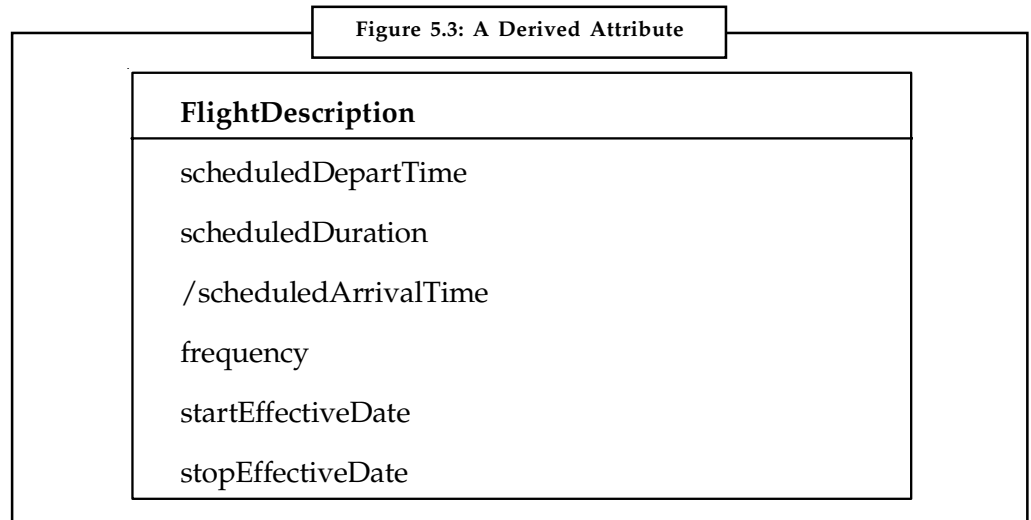 Figure 5.3: A Derived Attribute
FlightDescription
scheduledDepartTime
scheduledDuration
/scheduledArrivalTime
frequency
startEffectiveDate
stopEffectiveDate